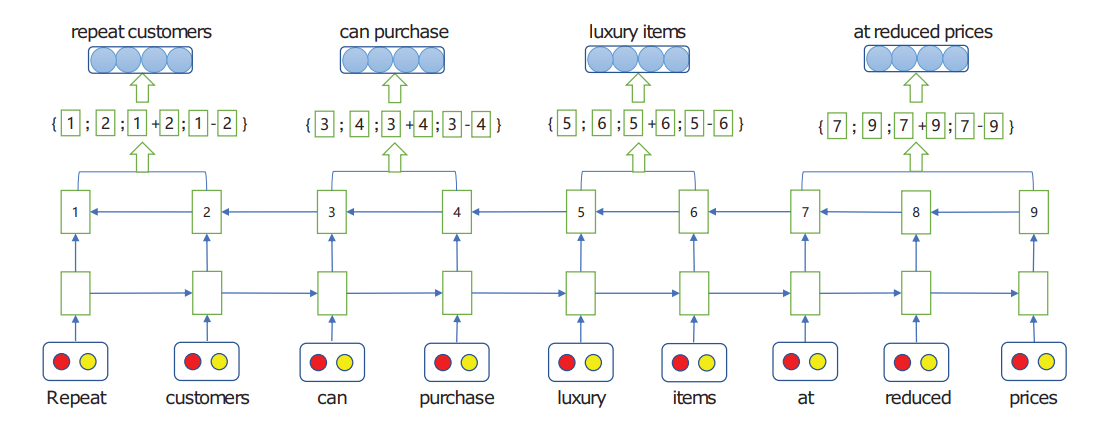 repeat customers can purchase luxury items at reduced prices
{ 1 ; 2 ; 1 + 2 ; 1 - 2 } { 3 ; 4 ; 3 + 4 ; 3 - 4 } { 5 ; 6 ; 5 + 6 ; 5 - 6 } { 7 ; 9 ; 7 + 9 ; 7 - 9 }
1 2 3 4 5 6 7 8 9
Repeat customers can purchase luxury items at reduced prices